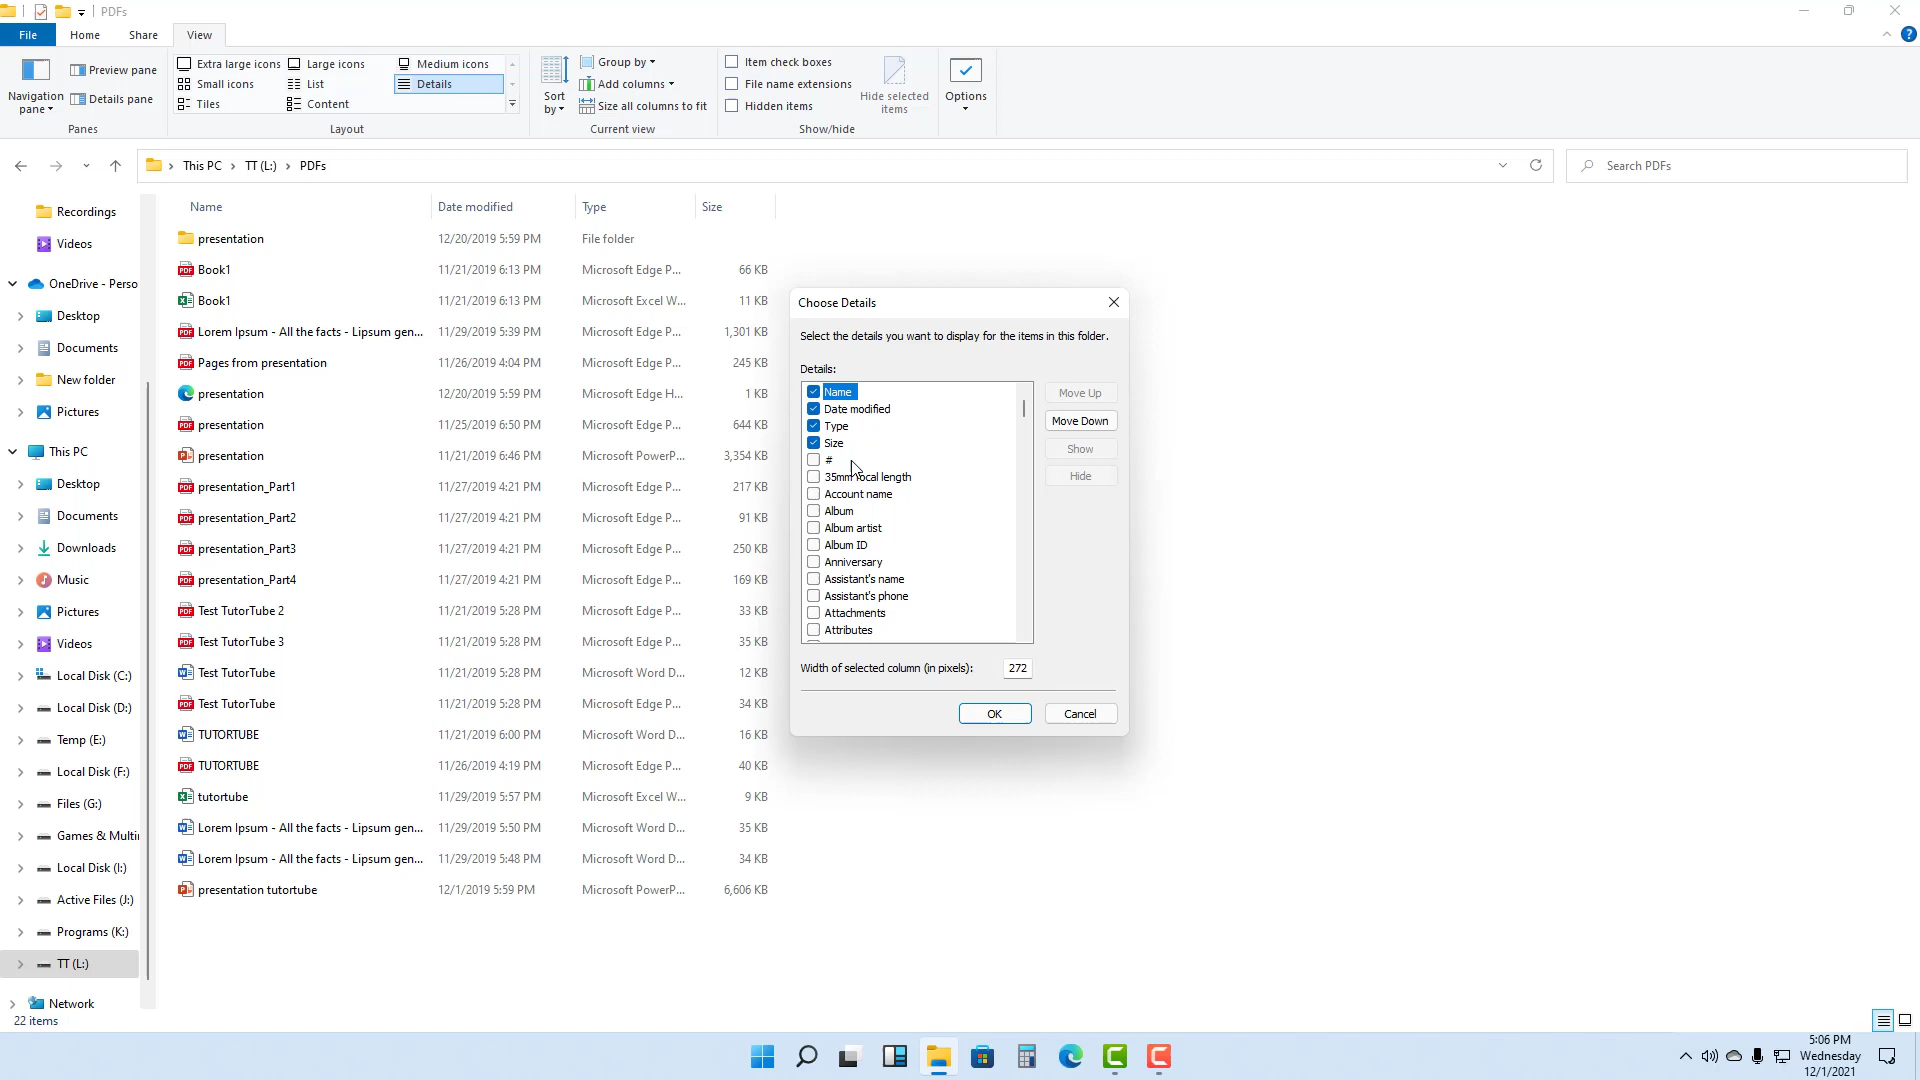 PDFs
File Home Share View
Navigation pane
Preview pane
Details pane
Panes
Extra large icons Large icons Medium icons
Small icons List Details
Tiles Content
Layout
Sort by
Group by
Add columns
Size all columns to fit
Current view
Item check boxes
File name extensions
Hidden items
Hide selected items
Show/hide
Options
This PC TT (L:) PDFs
Search PDFs
Recordings
Videos
OneDrive - Perso
Desktop
Documents
New folder
Pictures
This PC
Desktop
Documents
Downloads
Music
Pictures
Videos
Local Disk (C:)
Local Disk (D:)
Temp (E:)
Local Disk (F:)
Files (G:)
Games & Multi
Local Disk (I:)
Active Files (J:)
Programs (K:)
TT (L:)
Network
22 items
Name Date modified Type Size
presentation 12/20/2019 5:59 PM File folder
PDF Book1 11/21/2019 6:13 PM Microsoft Edge P... 66 KB
Book1 11/21/2019 6:13 PM Microsoft Excel W... 11 KB
PDF Lorem Ipsum - All the facts - Lipsum gen... 11/29/2019 5:39 PM Microsoft Edge P... 1,301 KB
PDF Pages from presentation 11/26/2019 4:04 PM Microsoft Edge P... 245 KB
presentation 12/20/2019 5:59 PM Microsoft Edge H... 1 KB
PDF presentation 11/25/2019 6:50 PM Microsoft Edge P... 644 KB
presentation 11/21/2019 6:46 PM Microsoft PowerP... 3,354 KB
PDF presentation_Part1 11/27/2019 4:21 PM Microsoft Edge P... 217 KB
PDF presentation_Part2 11/27/2019 4:21 PM Microsoft Edge P... 91 KB
PDF presentation_Part3 11/27/2019 4:21 PM Microsoft Edge P... 250 KB
PDF presentation_Part4 11/27/2019 4:21 PM Microsoft Edge P... 169 KB
PDF Test TutorTube 2 11/21/2019 5:28 PM Microsoft Edge P... 33 KB
PDF Test TutorTube 3 11/21/2019 5:28 PM Microsoft Edge P... 35 KB
Test TutorTube 11/21/2019 5:28 PM Microsoft Word D... 12 KB
PDF Test TutorTube 11/21/2019 5:28 PM Microsoft Edge P... 34 KB
TUTORTUBE 11/21/2019 6:00 PM Microsoft Word D... 16 KB
PDF TUTORTUBE 11/26/2019 4:19 PM Microsoft Edge P... 40 KB
tutortube 11/29/2019 5:57 PM Microsoft Excel W... 9 KB
Lorem Ipsum - All the facts - Lipsum gen... 11/29/2019 5:50 PM Microsoft Word D... 35 KB
Lorem Ipsum - All the facts - Lipsum gen... 11/29/2019 5:48 PM Microsoft Word D... 34 KB
presentation tutortube 12/1/2019 5:59 PM Microsoft PowerP... 6,606 KB
Choose Details
Select the details you want to display for the items in this folder.
Details:
Name
Date modified
Type
Size
#
35mm focal length
Account name
Album
Album artist
Album ID
Anniversary
Assistant's name
Assistant's phone
Attachments
Attributes
Move Up
Move Down
Show
Hide
Width of selected column (in pixels): 272
OK Cancel
5:06 PM
Wednesday
12/1/2021